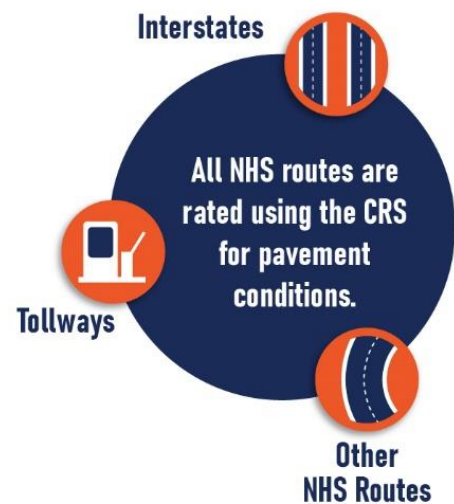 Interstates
All NHS routes are
rated using the CRS
for pavement
conditions.
Tollways
Other
NHS Routes